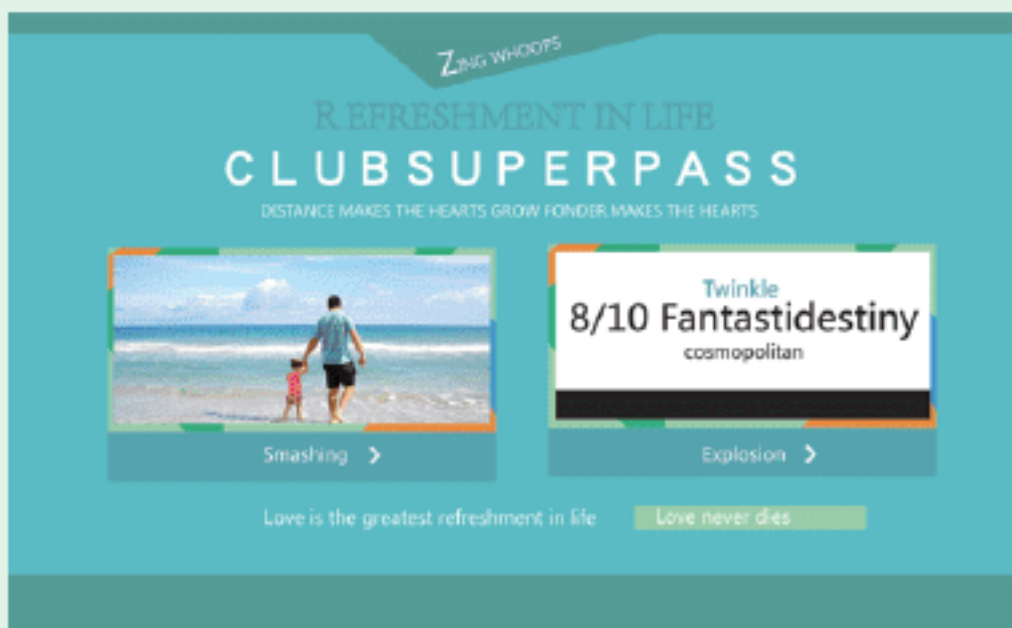 ZING WHOOPS
REFRESHMENT IN LIFE
CLUBSUPERPASS
DISTANCE MAKES THE HEARTS GROW FONDER MAKES THE HEARTS
Twinkle
8/10 Fantastidestiny
cosmopolitan
Smashing
Explosion
Love is the greatest refreshment in life
Love never dies